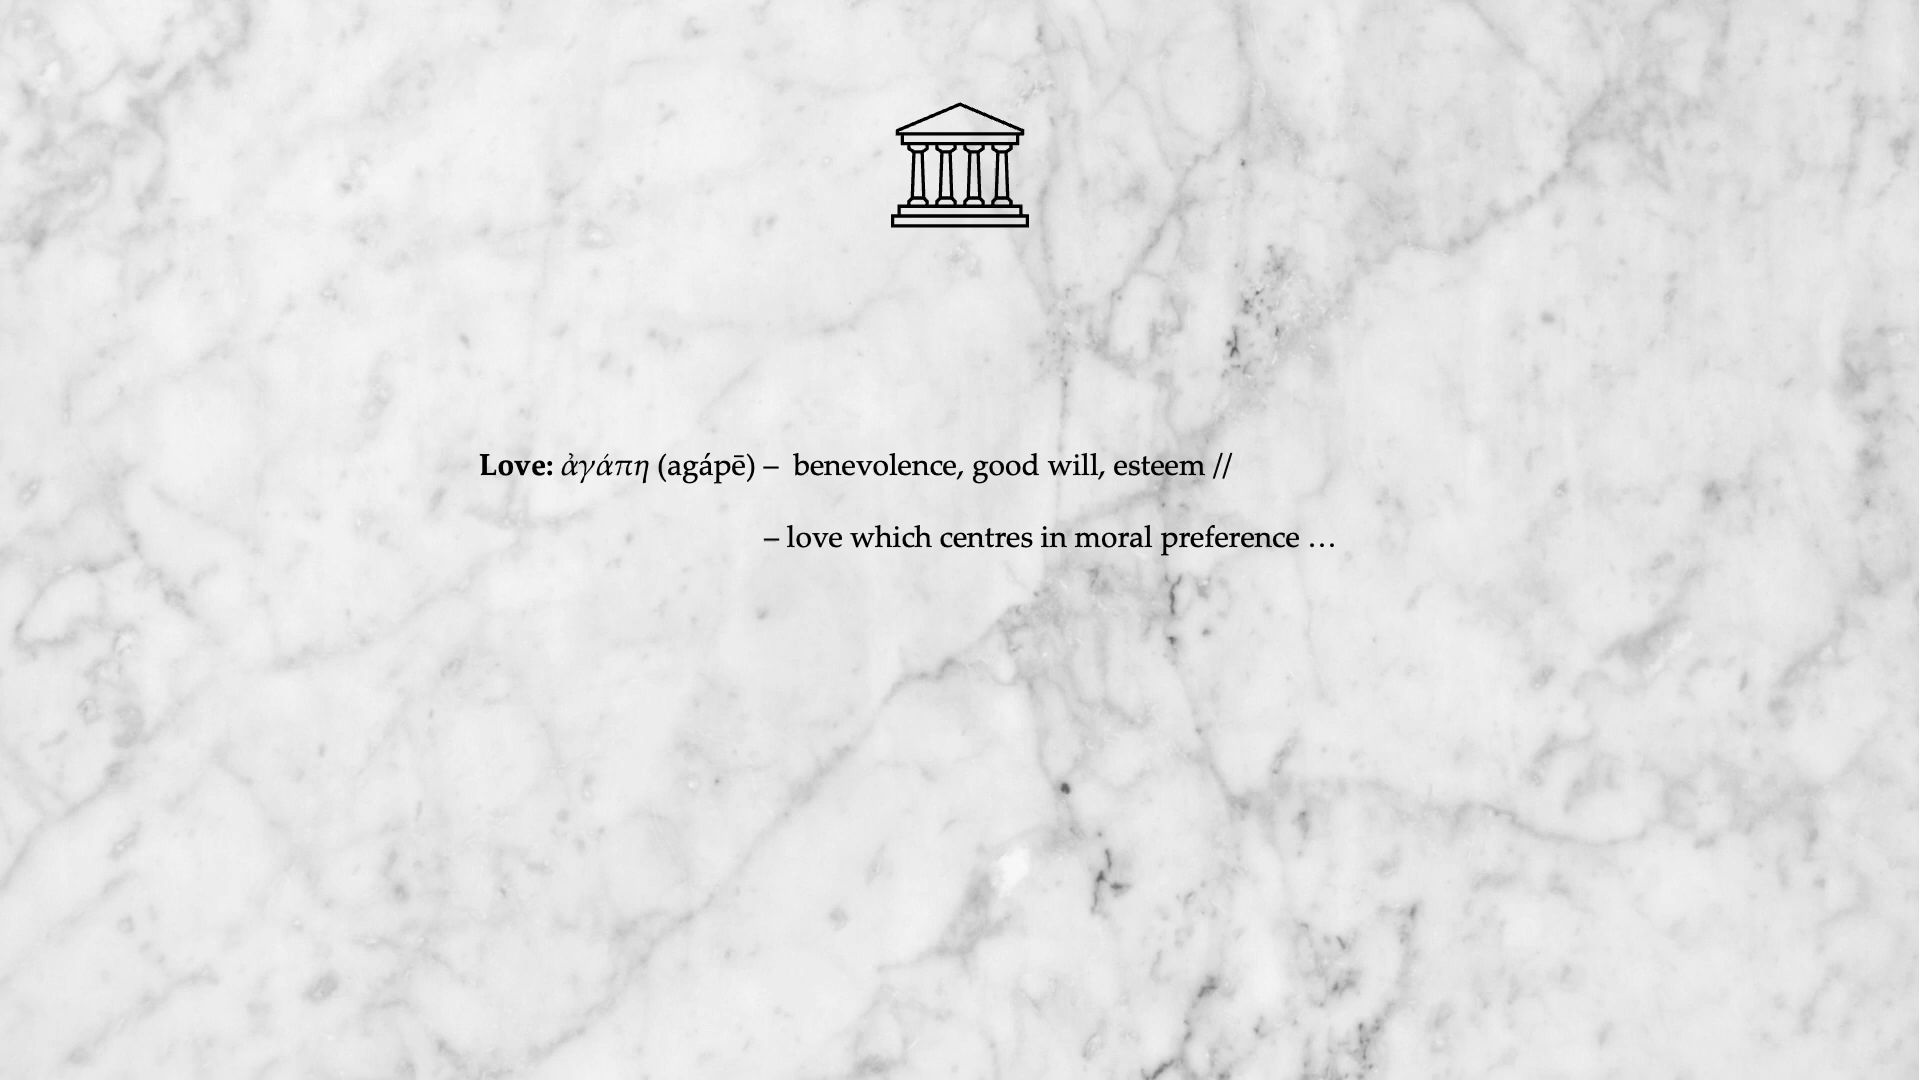 Love: ἀγάπη (agápē) – benevolence, good will, esteem //
– love which centres in moral preference …